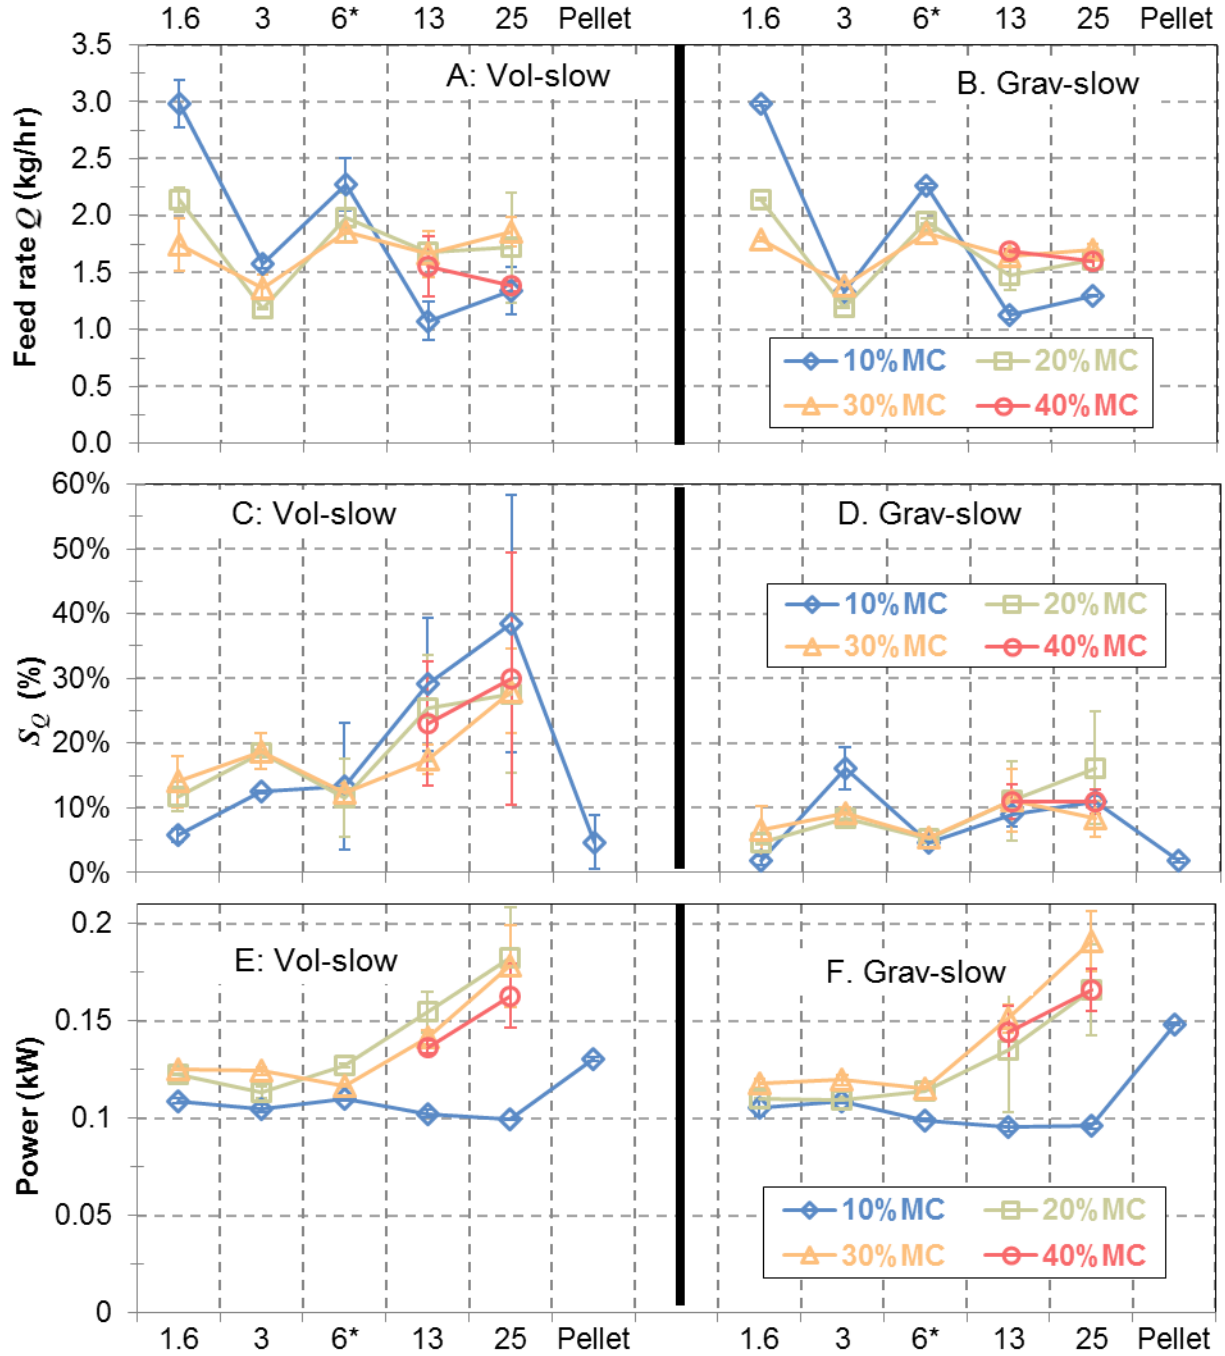 1.6 3 6* 13 25 Pellet 1.6 3 6* 13 25 Pellet
Feed rate Q (kg/hr)
3.5
3.0
2.5
2.0
1.5
1.0
0.5
0.0
A: Vol-slow
B. Grav-slow
10%MC 20%MC
30%MC 40%MC
S_Q (%)
60%
50%
40%
30%
20%
10%
0%
C: Vol-slow
D. Grav-slow
10%MC 20%MC
30%MC 40%MC
Power (kW)
0.2
0.15
0.1
0.05
0
E: Vol-slow
F. Grav-slow
10%MC 20%MC
30%MC 40%MC
1.6 3 6* 13 25 Pellet 1.6 3 6* 13 25 Pellet